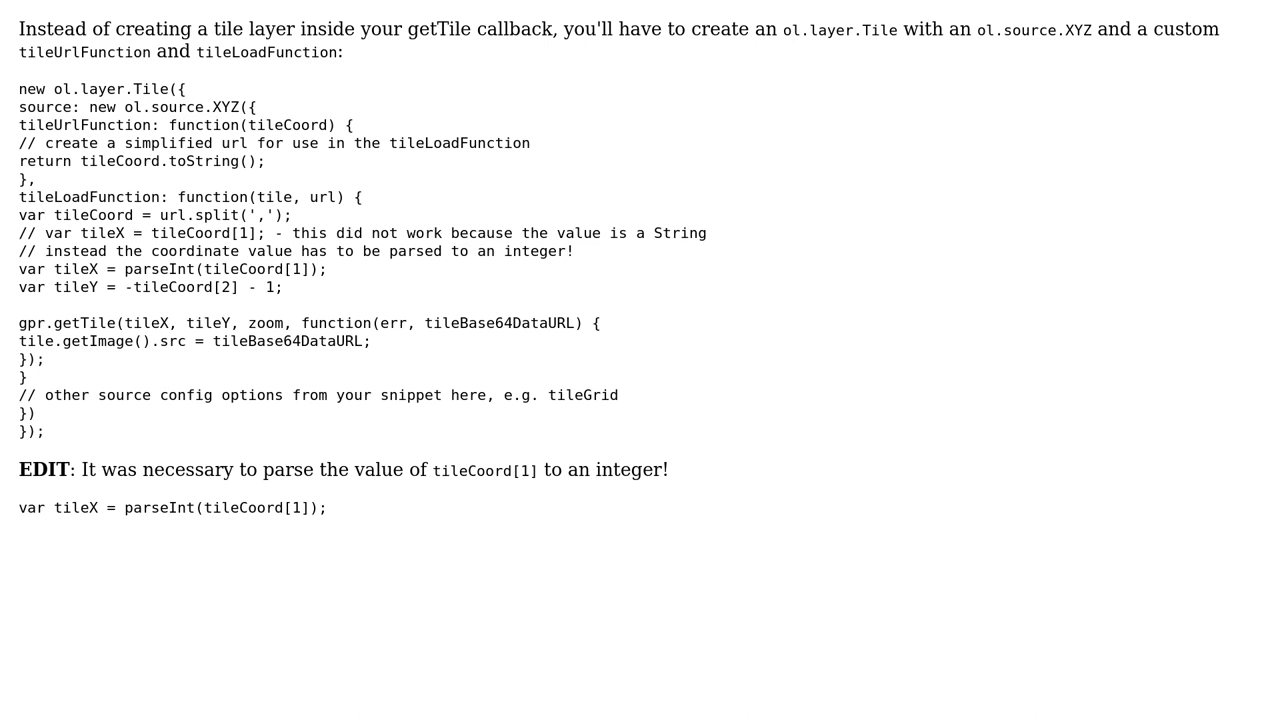 Instead of creating a tile layer inside your getTile callback, you'll have to create an ol.layer.Tile with an ol.source.XYZ and a custom
tileUrlFunction and tileLoadFunction:
new ol.layer.Tile({
source: new ol.source.XYZ({
tileUrlFunction: function(tileCoord) {
// create a simplified url for use in the tileLoadFunction
return tileCoord.toString();
},
tileLoadFunction: function(tile, url) {
var tileCoord = url.split(',');
// var tileX = tileCoord[1]; - this did not work because the value is a String
// instead the coordinate value has to be parsed to an integer!
var tileX = parseInt(tileCoord[1]);
var tileY = -tileCoord[2] - 1;
gpr.getTile(tileX, tileY, zoom, function(err, tileBase64DataURL) {
tile.getImage().src = tileBase64DataURL;
});
}
// other source config options from your snippet here, e.g. tileGrid
})
});
EDIT: It was necessary to parse the value of tileCoord[1] to an integer!
var tileX = parseInt(tileCoord[1]);